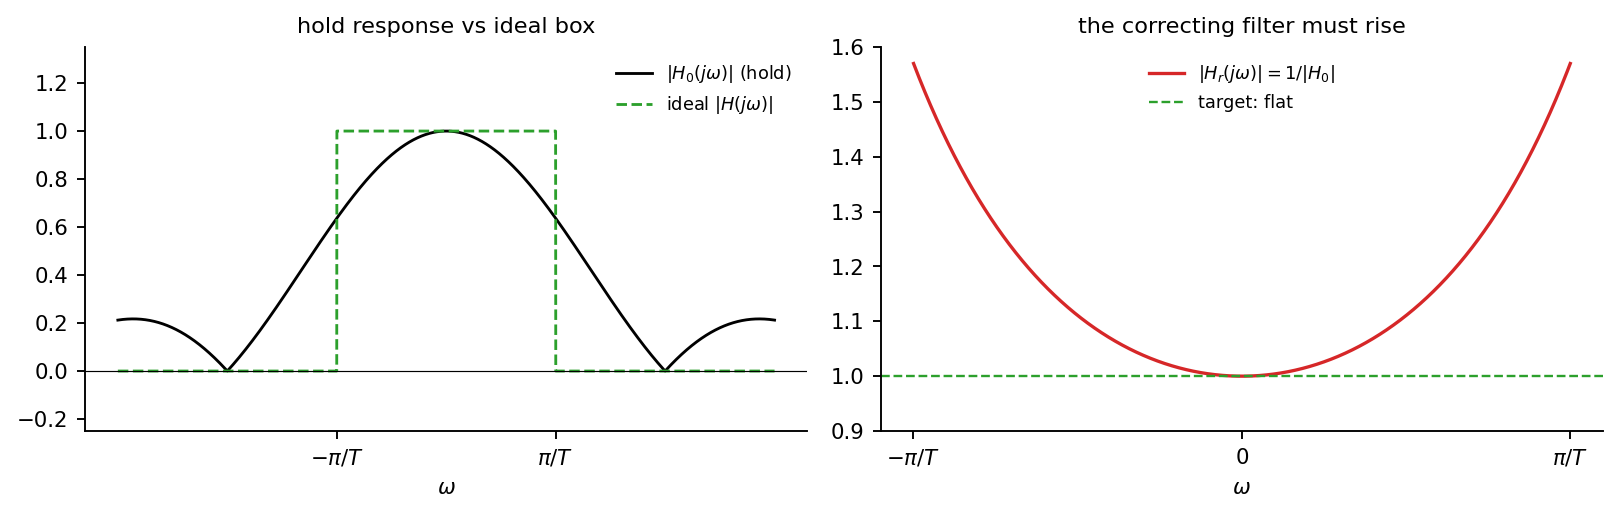 hold response vs ideal box
|H₀(jω)| (hold)
ideal |H(jω)|
1.2
1.0
0.8
0.6
0.4
0.2
0.0
−0.2
−π/T
π/T
ω
the correcting filter must rise
|Hᵣ(jω)| = 1/|H₀|
target: flat
1.6
1.5
1.4
1.3
1.2
1.1
1.0
0.9
−π/T
0
π/T
ω